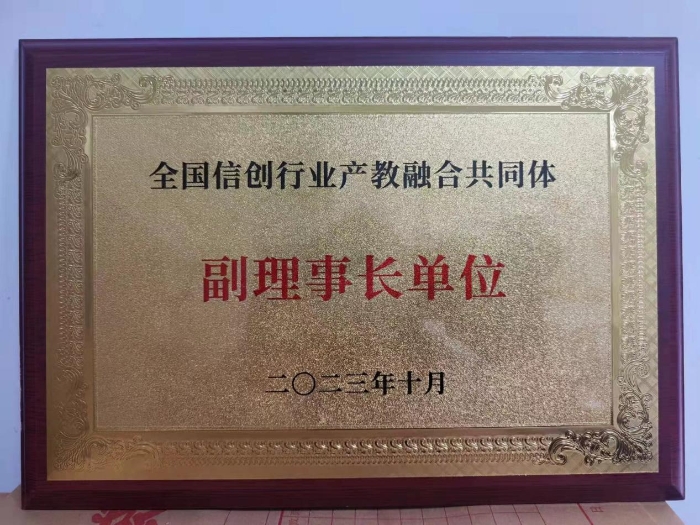 全国信创行业产教融合共同体
副理事长单位
二〇二三年十月